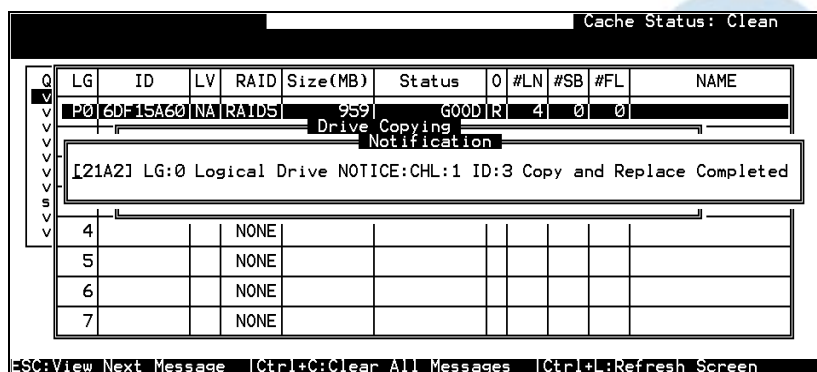 Cache Status: Clean
Q LG ID LV RAID Size(MB) Status O #LN #SB #FL NAME
v
v P0 6DF15A60 NA RAID5 959 GOOD R 4 0 0
v Drive Copying
v Notification
v
v [21A2] LG:0 Logical Drive NOTICE:CHL:1 ID:3 Copy and Replace Completed
v
s
v
v 4 NONE
5 NONE
6 NONE
7 NONE
ESC:View Next Message |Ctrl+C:Clear All Messages |Ctrl+L:Refresh Screen